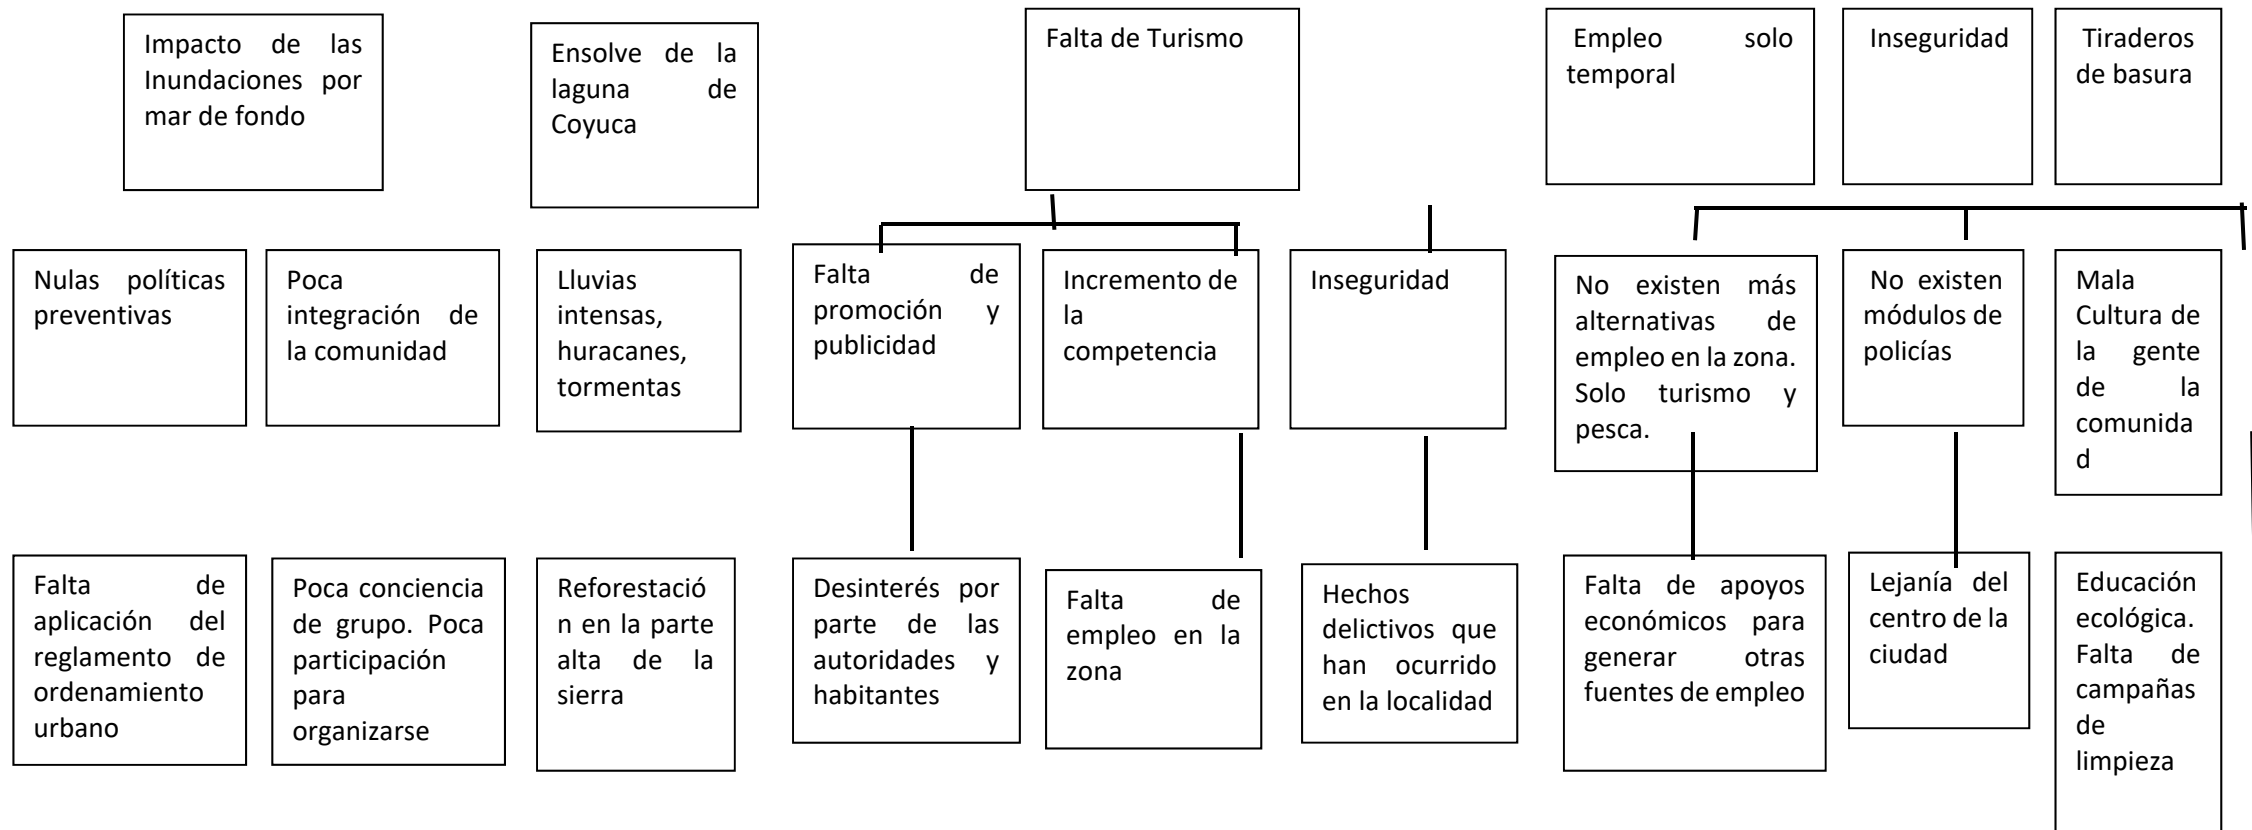 Impacto de las
Inundaciones por
mar de fondo
Ensolve de la
laguna de
Coyuca
Falta de Turismo
Empleo solo
temporal
Inseguridad
Tiraderos
de basura
Nulas políticas
preventivas
Poca
integración de
la comunidad
Lluvias
intensas,
huracanes,
tormentas
Falta de
promoción y
publicidad
Incremento de
la
competencia
Inseguridad
No existen más
alternativas de
empleo en la zona.
Solo turismo y
pesca.
No existen
módulos de
policías
Mala
Cultura de
la gente
de la
comunida
d
Falta de
aplicación del
reglamento de
ordenamiento
urbano
Poca conciencia
de grupo. Poca
participación
para
organizarse
Reforestació
n en la parte
alta de la
sierra
Desinterés por
parte de las
autoridades y
habitantes
Falta de
empleo en la
zona
Hechos
delictivos que
han ocurrido
en la localidad
Falta de apoyos
económicos para
generar otras
fuentes de empleo
Lejanía del
centro de la
ciudad
Educación
ecológica.
Falta de
campañas
de
limpieza